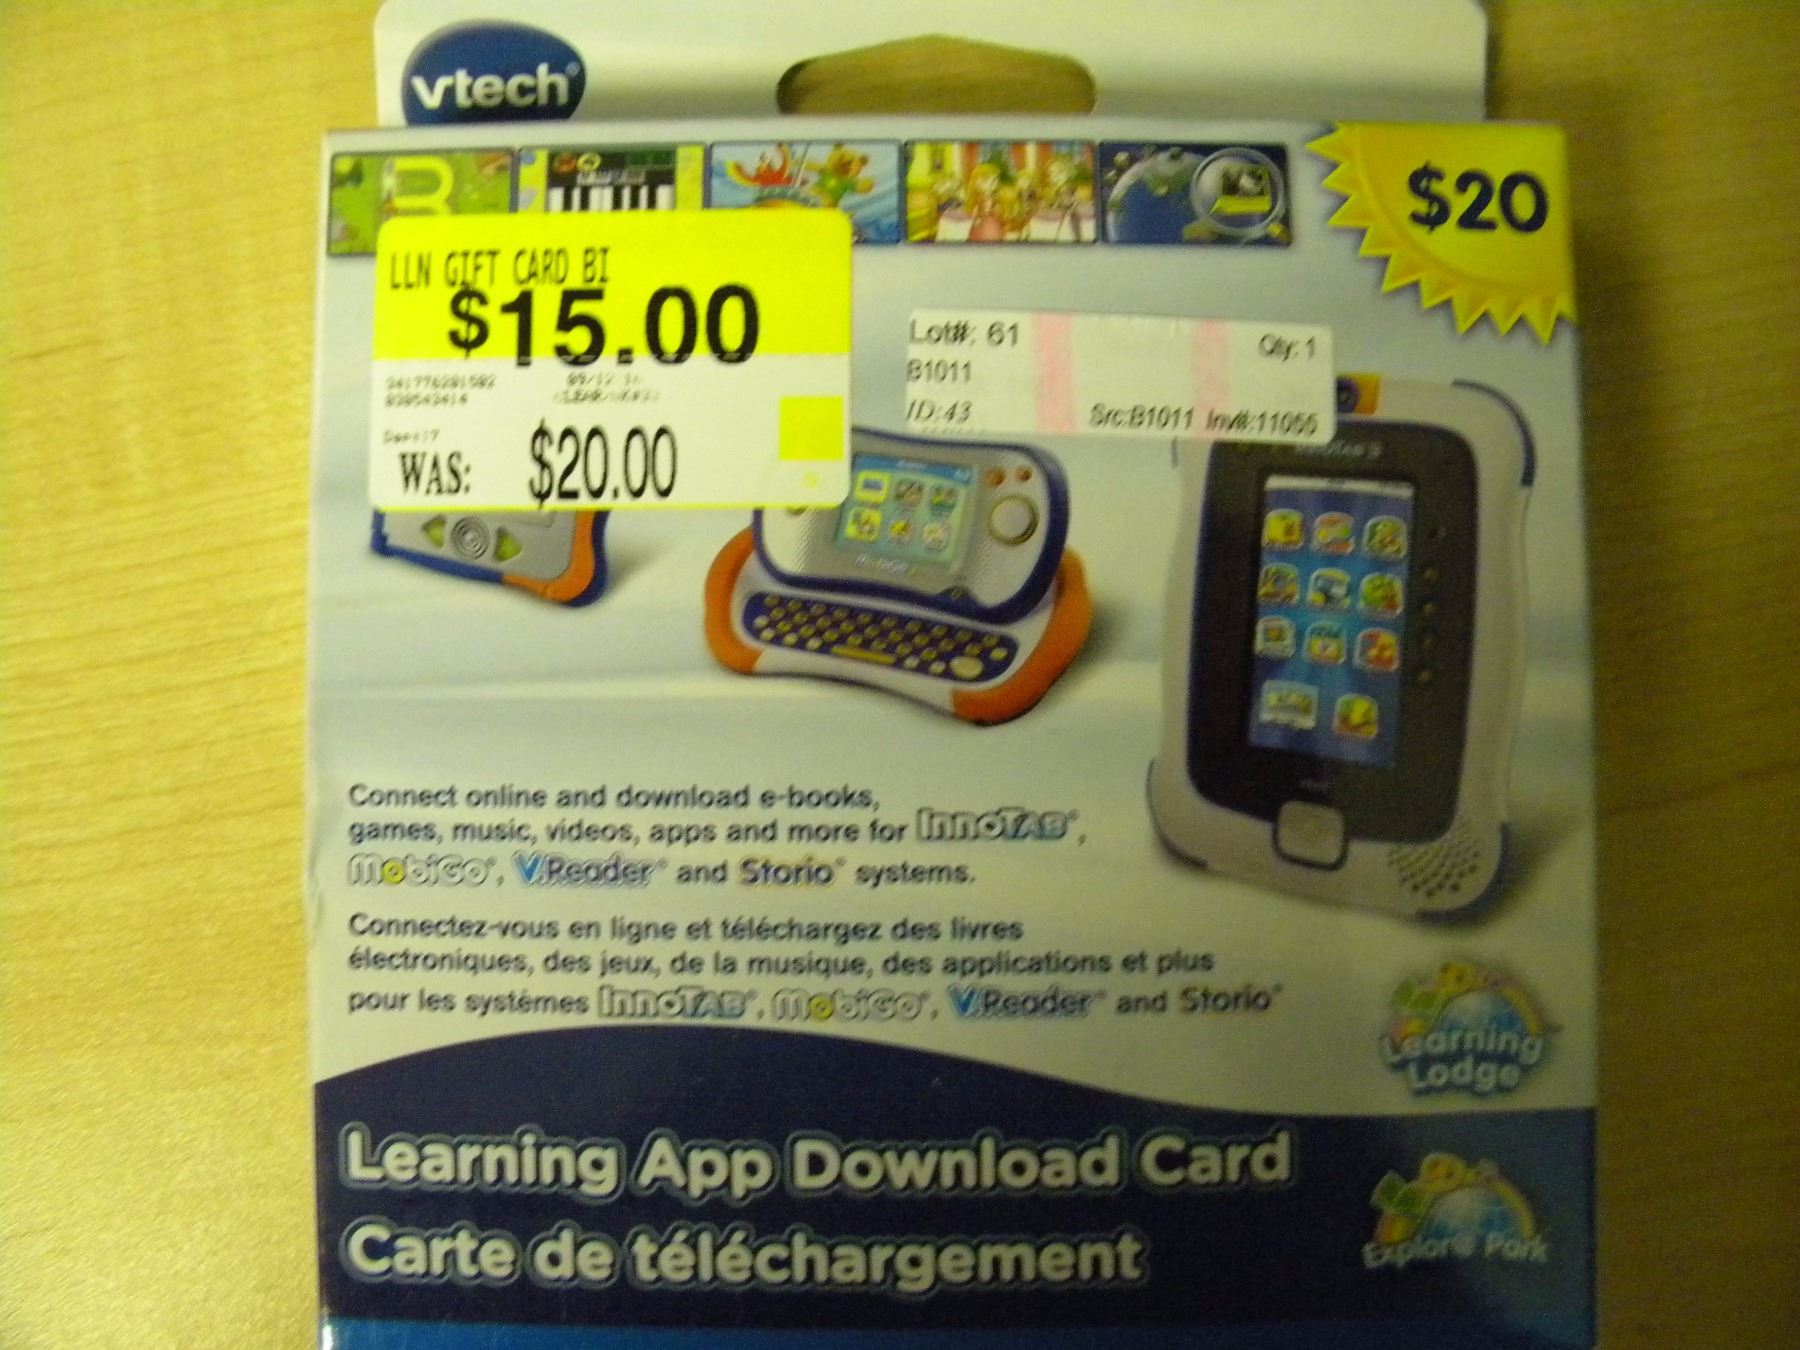 vtech®
$20
LLN GIFT CARD BI
$15.00
WAS: $20.00
Lot#: 61
Qty: 1
B1011
ID: 43
Src:B1011 Inv#:11055
Connect online and download e-books,
games, music, videos, apps and more for InnoTAB®,
MobiGo®, V.Reader® and Storio® systems.
Connectez-vous en ligne et téléchargez des livres
électroniques, des jeux, de la musique, des applications et plus
pour les systèmes InnoTAB®, MobiGo®, V.Reader® and Storio®
Learning
Lodge
Learning App Download Card
Carte de téléchargement
Explor@ Park